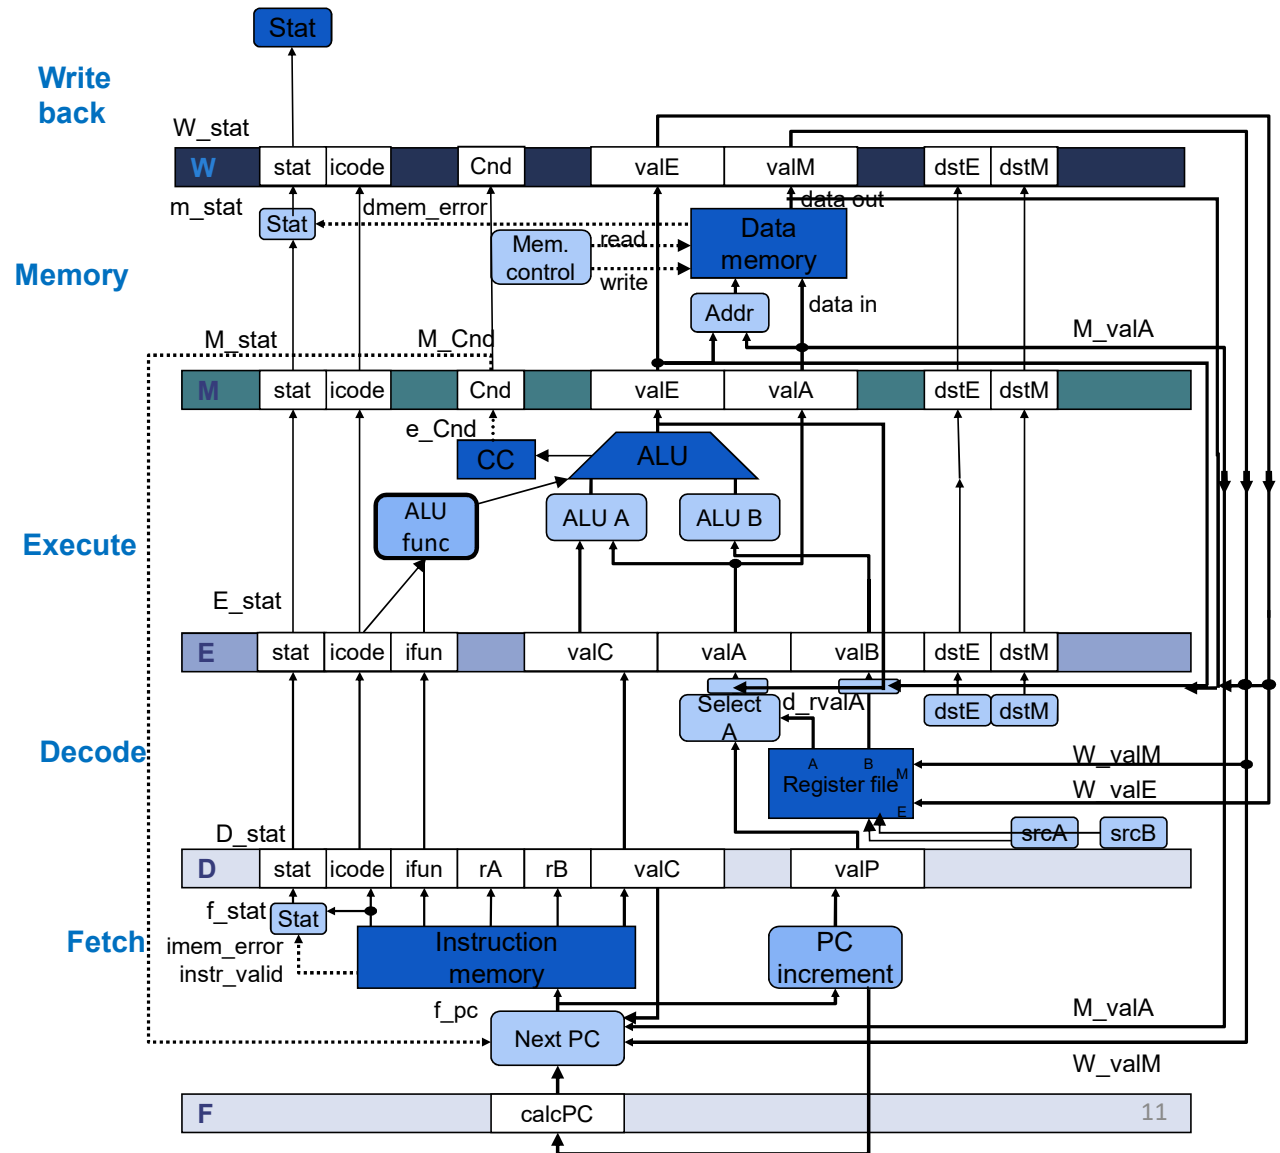 Stat
Write
back
W_stat
W stat icode Cnd valE valM dstE dstM
m_stat
Stat
dmem_error
data out
Data
memory
Mem.
control
read
write
Memory
Addr
data in
M_stat
M_Cnd
M_valA
M stat icode Cnd valE valA dstE dstM
e_Cnd
CC
ALU
ALU
func
ALU A
ALU B
Execute
E_stat
E stat icode ifun valC valA valB dstE dstM
Select
A
d_rvalA
dstE dstM
Decode
A B
Register file
M
E
W_valM
W_valE
srcA srcB
D_stat
D stat icode ifun rA rB valC valP
f_stat
Stat
Fetch
imem_error
instr_valid
Instruction
memory
PC
increment
f_pc
Next PC
M_valA
W_valM
F calcPC 11